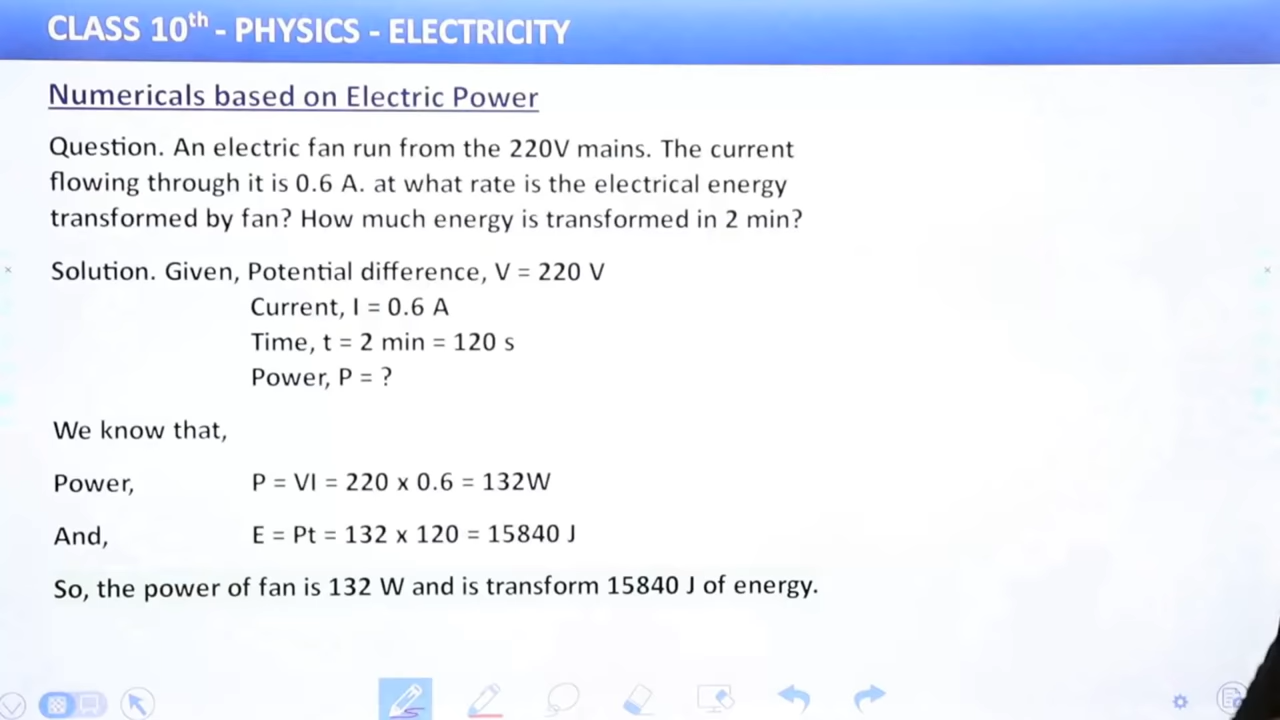 CLASS 10th - PHYSICS - ELECTRICITY
Numericals based on Electric Power
Question. An electric fan run from the 220V mains. The current
flowing through it is 0.6 A. at what rate is the electrical energy
transformed by fan? How much energy is transformed in 2 min?
Solution. Given, Potential difference, V = 220 V
Current, I = 0.6 A
Time, t = 2 min = 120 s
Power, P = ?
We know that,
Power, P = VI = 220 x 0.6 = 132W
And, E = Pt = 132 x 120 = 15840 J
So, the power of fan is 132 W and is transform 15840 J of energy.